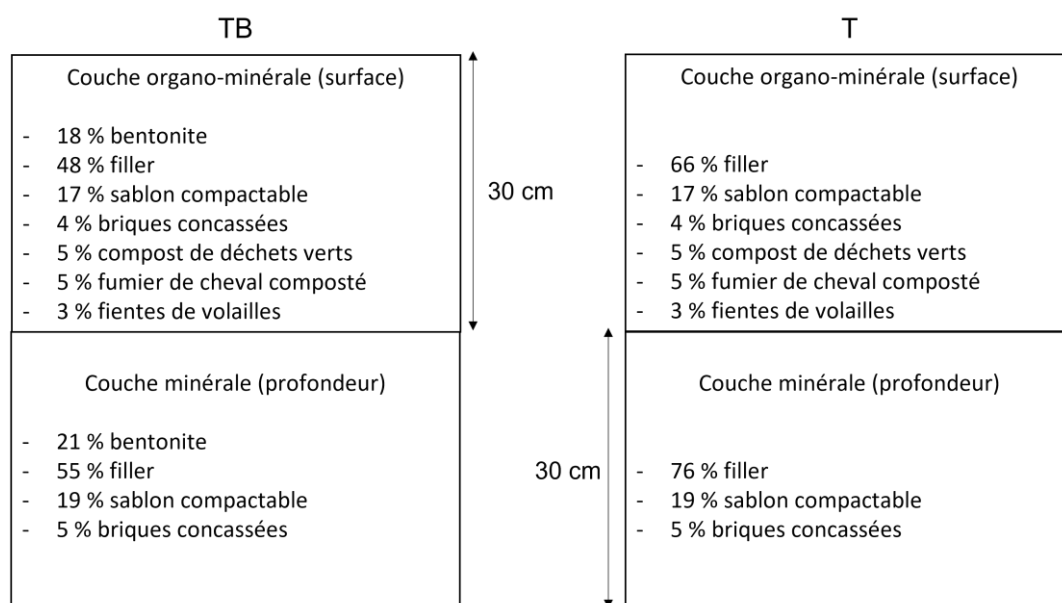 TB
Couche organo-minérale (surface)
- 18 % bentonite
- 48 % filler
- 17 % sablon compactable
- 4 % briques concassées
- 5 % compost de déchets verts
- 5 % fumier de cheval composté
- 3 % fientes de volailles
Couche minérale (profondeur)
- 21 % bentonite
- 55 % filler
- 19 % sablon compactable
- 5 % briques concassées
30 cm
30 cm
T
Couche organo-minérale (surface)
- 66 % filler
- 17 % sablon compactable
- 4 % briques concassées
- 5 % compost de déchets verts
- 5 % fumier de cheval composté
- 3 % fientes de volailles
Couche minérale (profondeur)
- 76 % filler
- 19 % sablon compactable
- 5 % briques concassées